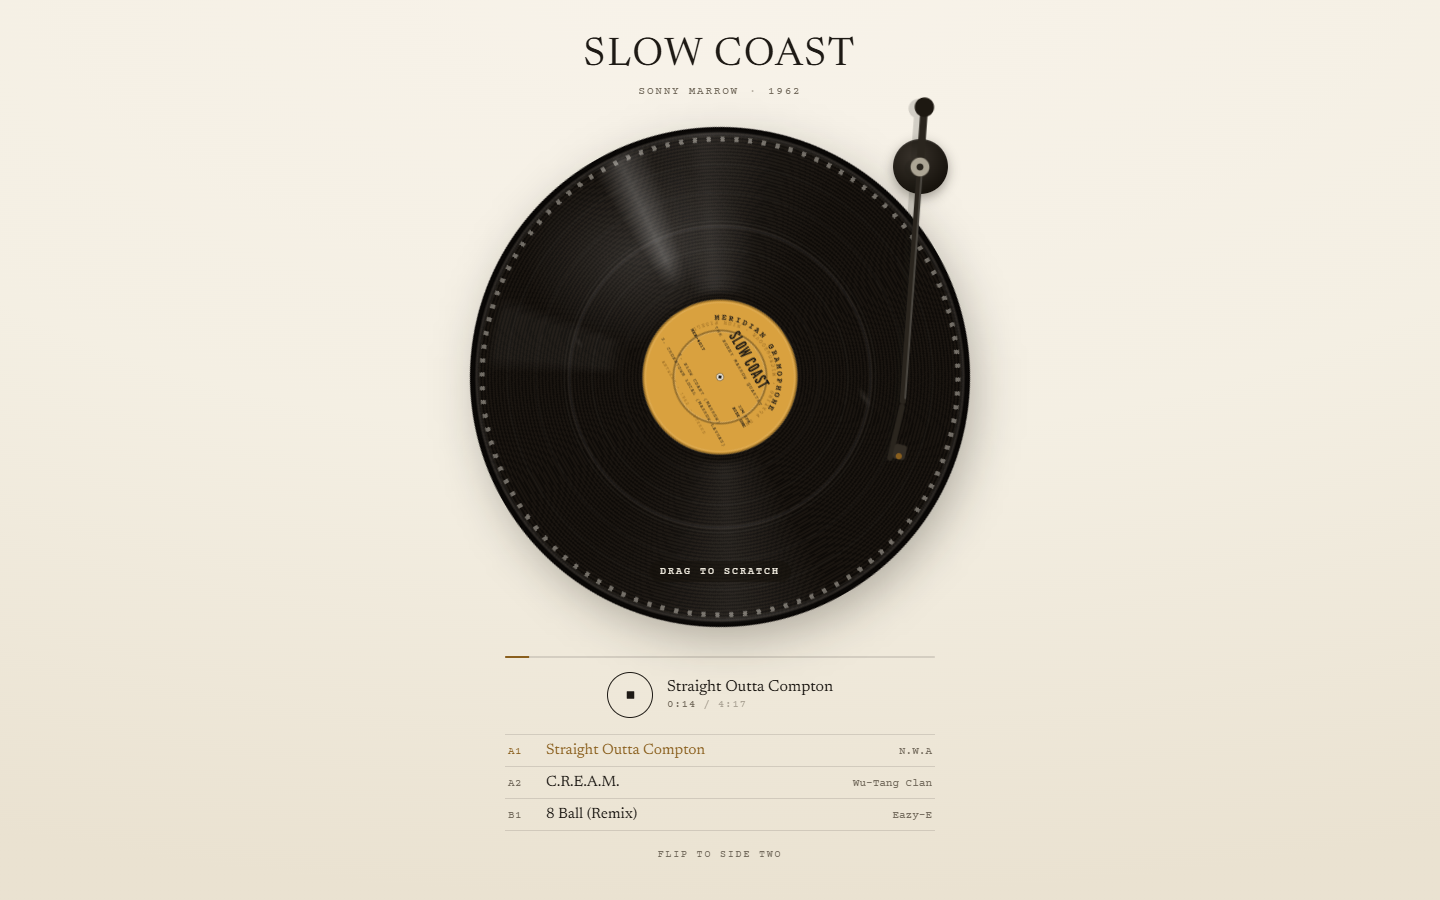 SLOW COAST
SONNY MARROW · 1962
MERIDIAN GRAMOPHONE
SLOW COAST
DRAG TO SCRATCH
Straight Outta Compton
0:14 / 4:17
A1 Straight Outta Compton N.W.A
A2 C.R.E.A.M. Wu-Tang Clan
B1 8 Ball (Remix) Eazy-E
FLIP TO SIDE TWO